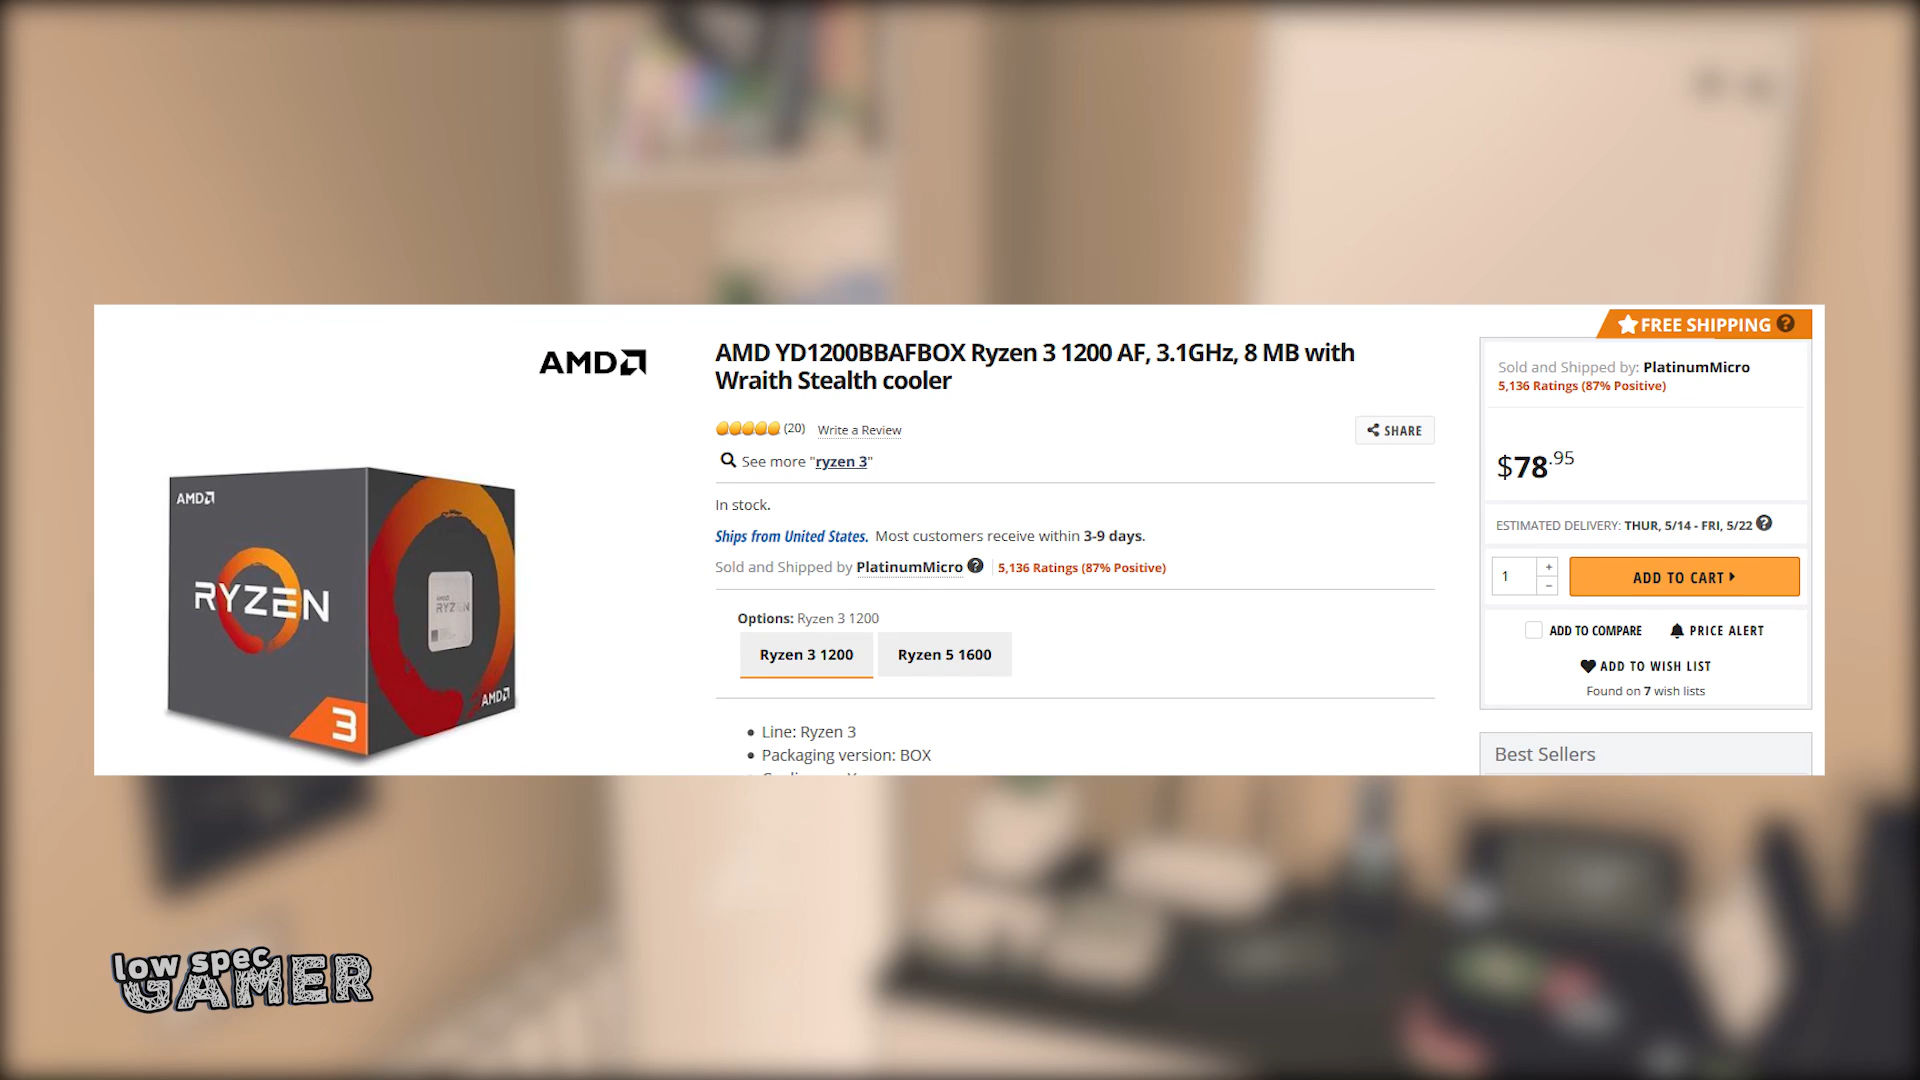 FREE SHIPPING ?
AMD
AMD YD1200BBAFBOX Ryzen 3 1200 AF, 3.1GHz, 8 MB with
Wraith Stealth cooler
(20) Write a Review
SHARE
See more "ryzen 3"
In stock.
Ships from United States. Most customers receive within 3-9 days.
Sold and Shipped by PlatinumMicro ? 5,136 Ratings (87% Positive)
Options: Ryzen 3 1200
Ryzen 3 1200 Ryzen 5 1600
• Line: Ryzen 3
• Packaging version: BOX
Sold and Shipped by: PlatinumMicro
5,136 Ratings (87% Positive)
$78.95
ESTIMATED DELIVERY: THUR, 5/14 - FRI, 5/22 ?
1 + −
ADD TO CART
ADD TO COMPARE PRICE ALERT
ADD TO WISH LIST
Found on 7 wish lists
Best Sellers
AMD
RYZEN
3
AMD
RYZEN
AMD
low spec
GAMER